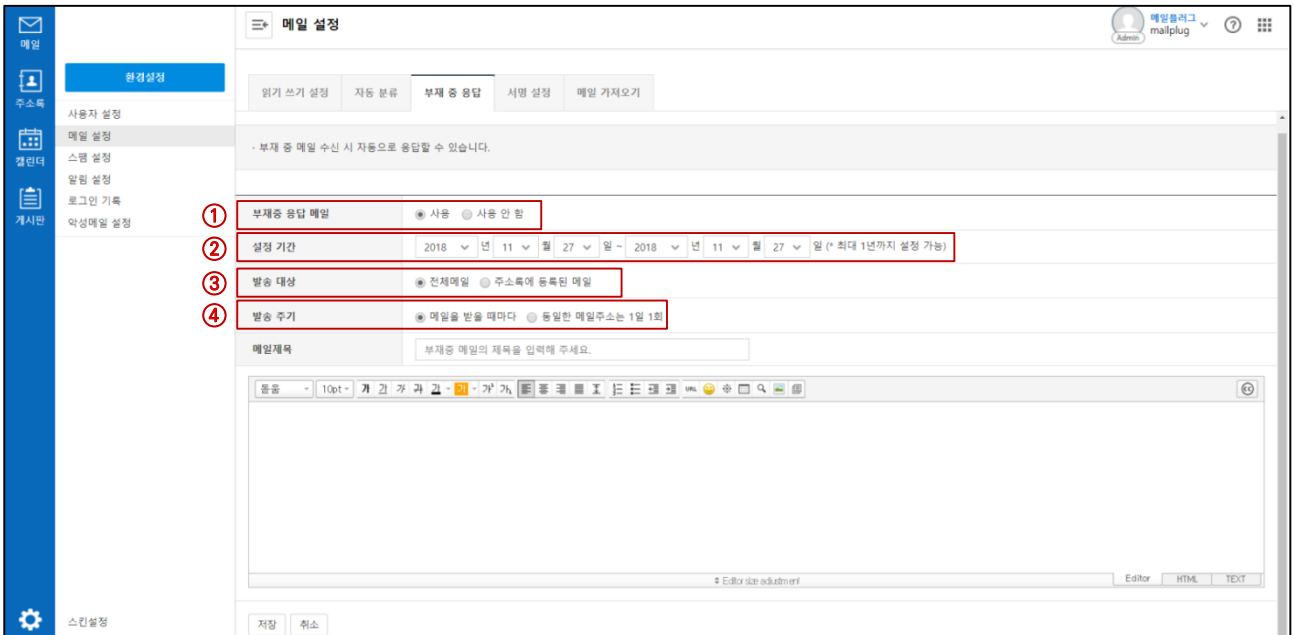 메일
주소록
캘린더
게시판
환경설정
사용자 설정
메일 설정
스팸 설정
알림 설정
로그인 기록
악성메일 설정
스킨설정
메일 설정
Admin
메일플러그
mailplug
읽기 쓰기 설정 자동 분류 부재 중 응답 서명 설정 메일 가져오기
- 부재 중 메일 수신 시 자동으로 응답할 수 있습니다.
① 부재중 응답 메일 사용 사용 안 함
② 설정 기간 2018 년 11 월 27 일 ~ 2018 년 11 월 27 일 (* 최대 1년까지 설정 가능)
③ 발송 대상 전체메일 주소록에 등록된 메일
④ 발송 주기 메일을 받을 때마다 동일한 메일주소는 1일 1회
메일제목 부재중 메일의 제목을 입력해 주세요.
돋움 10pt 가 가 가 가 가 가 가 가 URL
Editor size adjustment
Editor HTML TEXT
저장 취소